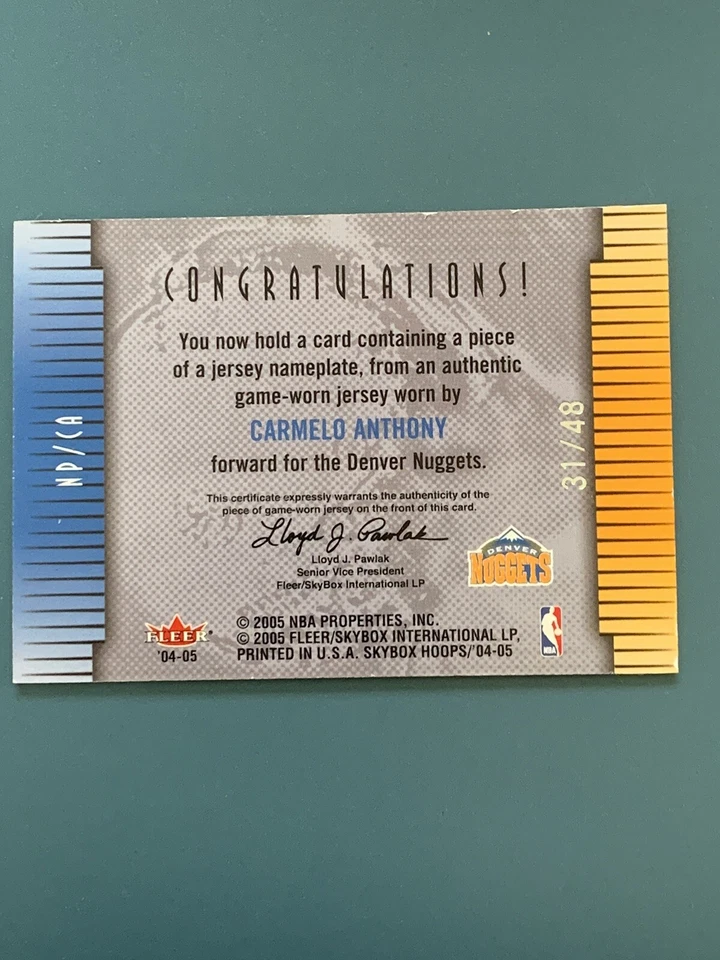 CONGRATULATIONS!
You now hold a card containing a piece
of a jersey nameplate, from an authentic
game-worn jersey worn by
CARMELO ANTHONY
forward for the Denver Nuggets.
This certificate expressly warrants the authenticity of the
piece of game-worn jersey on the front of this card.
Lloyd J. Pawlak
Lloyd J. Pawlak
Senior Vice President
Fleer/SkyBox International LP
NP/CA
31/48
DENVER
NUGGETS
FLEER
'04-05
© 2005 NBA PROPERTIES, INC.
© 2005 FLEER/SKYBOX INTERNATIONAL LP,
PRINTED IN U.S.A. SKYBOX HOOPS/'04-05
NBA